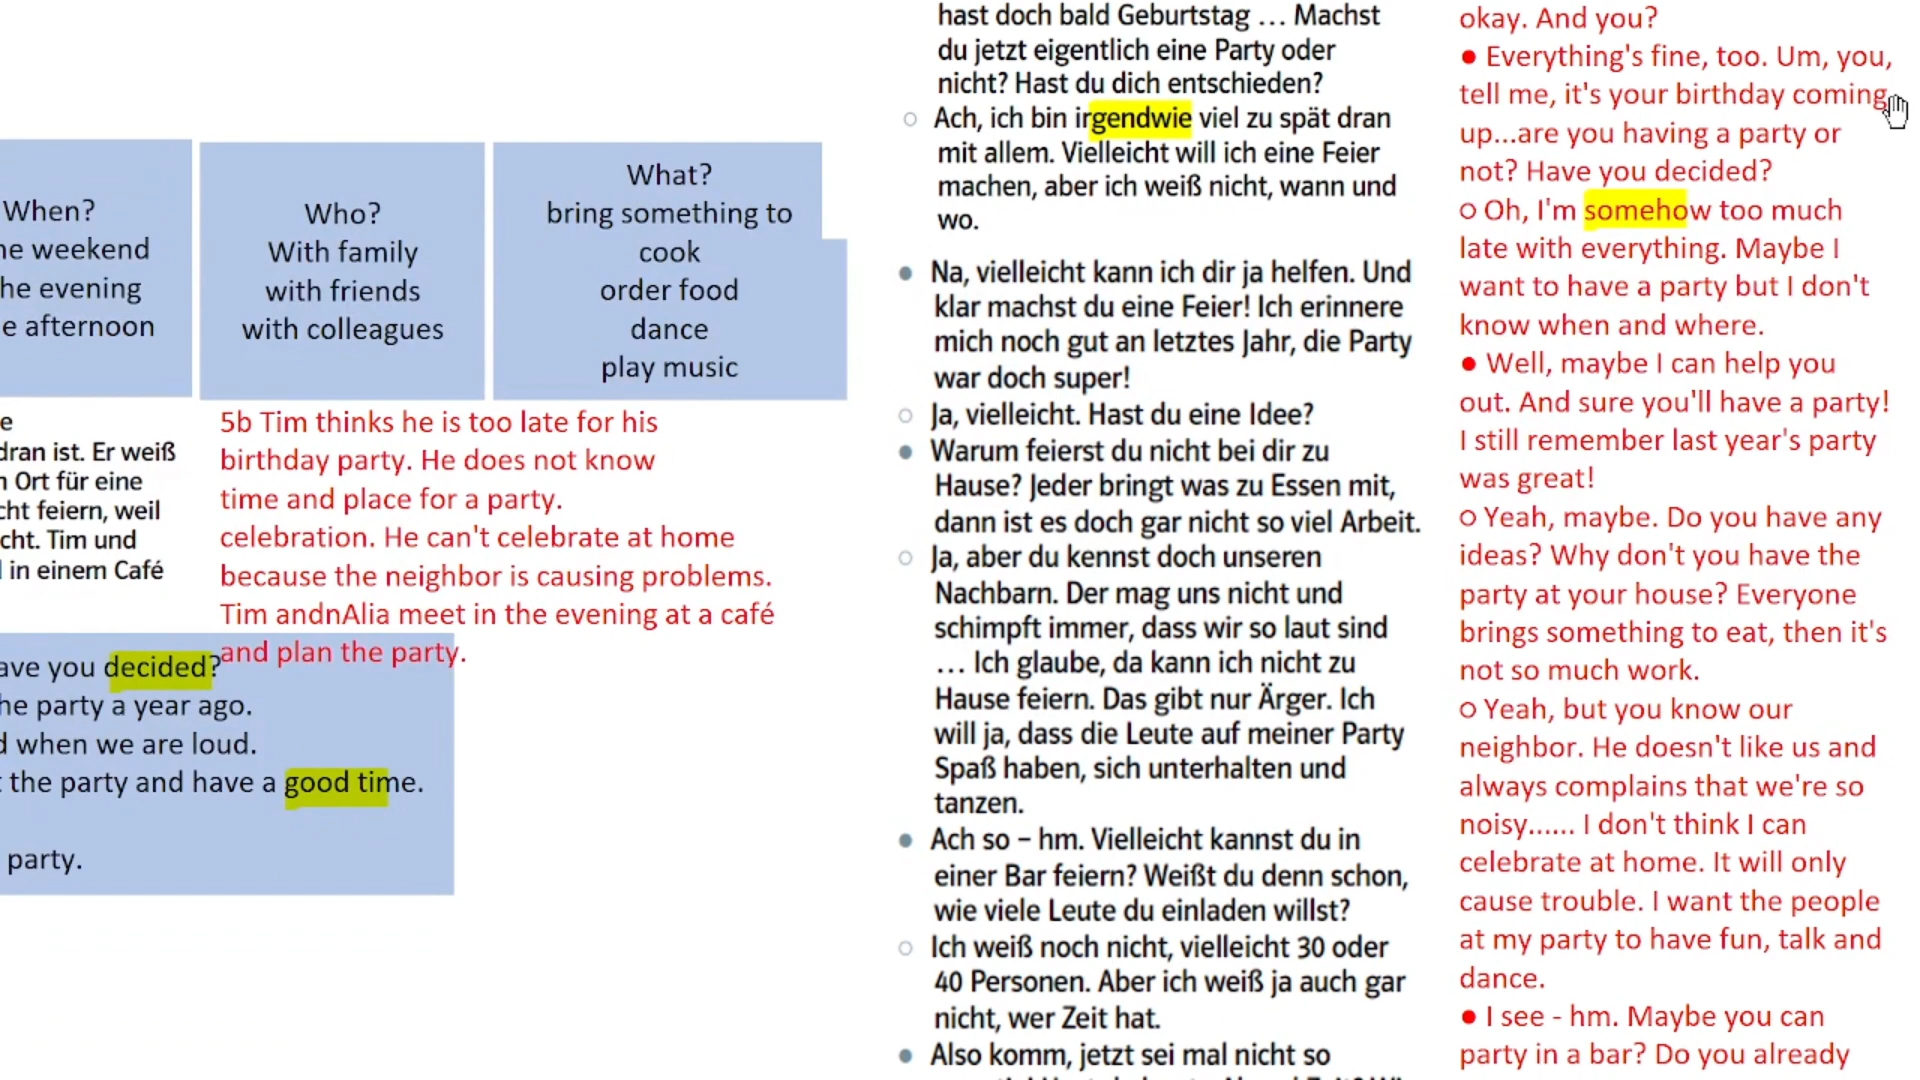 When?
he weekend
he evening
e afternoon
Who?
With family
with friends
with colleagues
What?
bring something to
cook
order food
dance
play music
e
dran ist. Er weiß
n Ort für eine
cht feiern, weil
cht. Tim und
l in einem Café
5b Tim thinks he is too late for his
birthday party. He does not know
time and place for a party.
celebration. He can't celebrate at home
because the neighbor is causing problems.
Tim andnAlia meet in the evening at a café
and plan the party.
ave you decided?
he party a year ago.
d when we are loud.
t the party and have a good time.
party.
hast doch bald Geburtstag … Machst
du jetzt eigentlich eine Party oder
nicht? Hast du dich entschieden?
○ Ach, ich bin irgendwie viel zu spät dran
mit allem. Vielleicht will ich eine Feier
machen, aber ich weiß nicht, wann und
wo.
● Na, vielleicht kann ich dir ja helfen. Und
klar machst du eine Feier! Ich erinnere
mich noch gut an letztes Jahr, die Party
war doch super!
○ Ja, vielleicht. Hast du eine Idee?
● Warum feierst du nicht bei dir zu
Hause? Jeder bringt was zu Essen mit,
dann ist es doch gar nicht so viel Arbeit.
○ Ja, aber du kennst doch unseren
Nachbarn. Der mag uns nicht und
schimpft immer, dass wir so laut sind
… Ich glaube, da kann ich nicht zu
Hause feiern. Das gibt nur Ärger. Ich
will ja, dass die Leute auf meiner Party
Spaß haben, sich unterhalten und
tanzen.
● Ach so – hm. Vielleicht kannst du in
einer Bar feiern? Weißt du denn schon,
wie viele Leute du einladen willst?
○ Ich weiß noch nicht, vielleicht 30 oder
40 Personen. Aber ich weiß ja auch gar
nicht, wer Zeit hat.
● Also komm, jetzt sei mal nicht so
okay. And you?
● Everything's fine, too. Um, you,
tell me, it's your birthday coming
up...are you having a party or
not? Have you decided?
○ Oh, I'm somehow too much
late with everything. Maybe I
want to have a party but I don't
know when and where.
● Well, maybe I can help you
out. And sure you'll have a party!
I still remember last year's party
was great!
○ Yeah, maybe. Do you have any
ideas? Why don't you have the
party at your house? Everyone
brings something to eat, then it's
not so much work.
○ Yeah, but you know our
neighbor. He doesn't like us and
always complains that we're so
noisy...... I don't think I can
celebrate at home. It will only
cause trouble. I want the people
at my party to have fun, talk and
dance.
● I see - hm. Maybe you can
party in a bar? Do you already